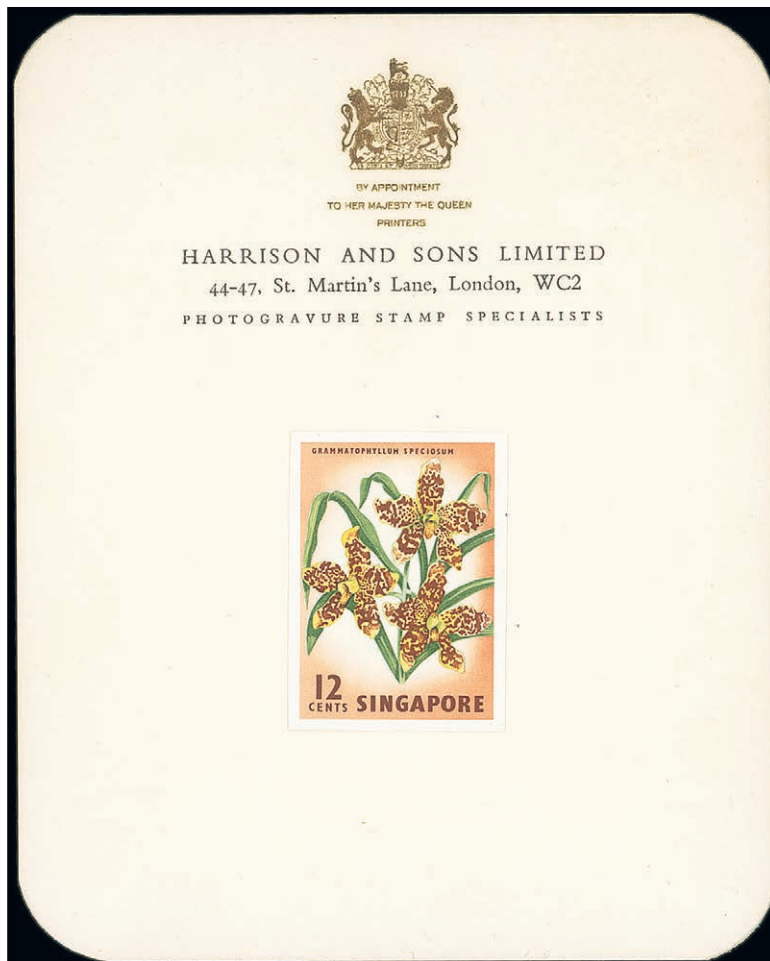 BY APPOINTMENT
TO HER MAJESTY THE QUEEN
PRINTERS
HARRISON AND SONS LIMITED
44-47, St. Martin's Lane, London, WC2
PHOTOGRAVURE STAMP SPECIALISTS
GRAMMATOPHYLLUM SPECIOSUM
12
CENTS SINGAPORE